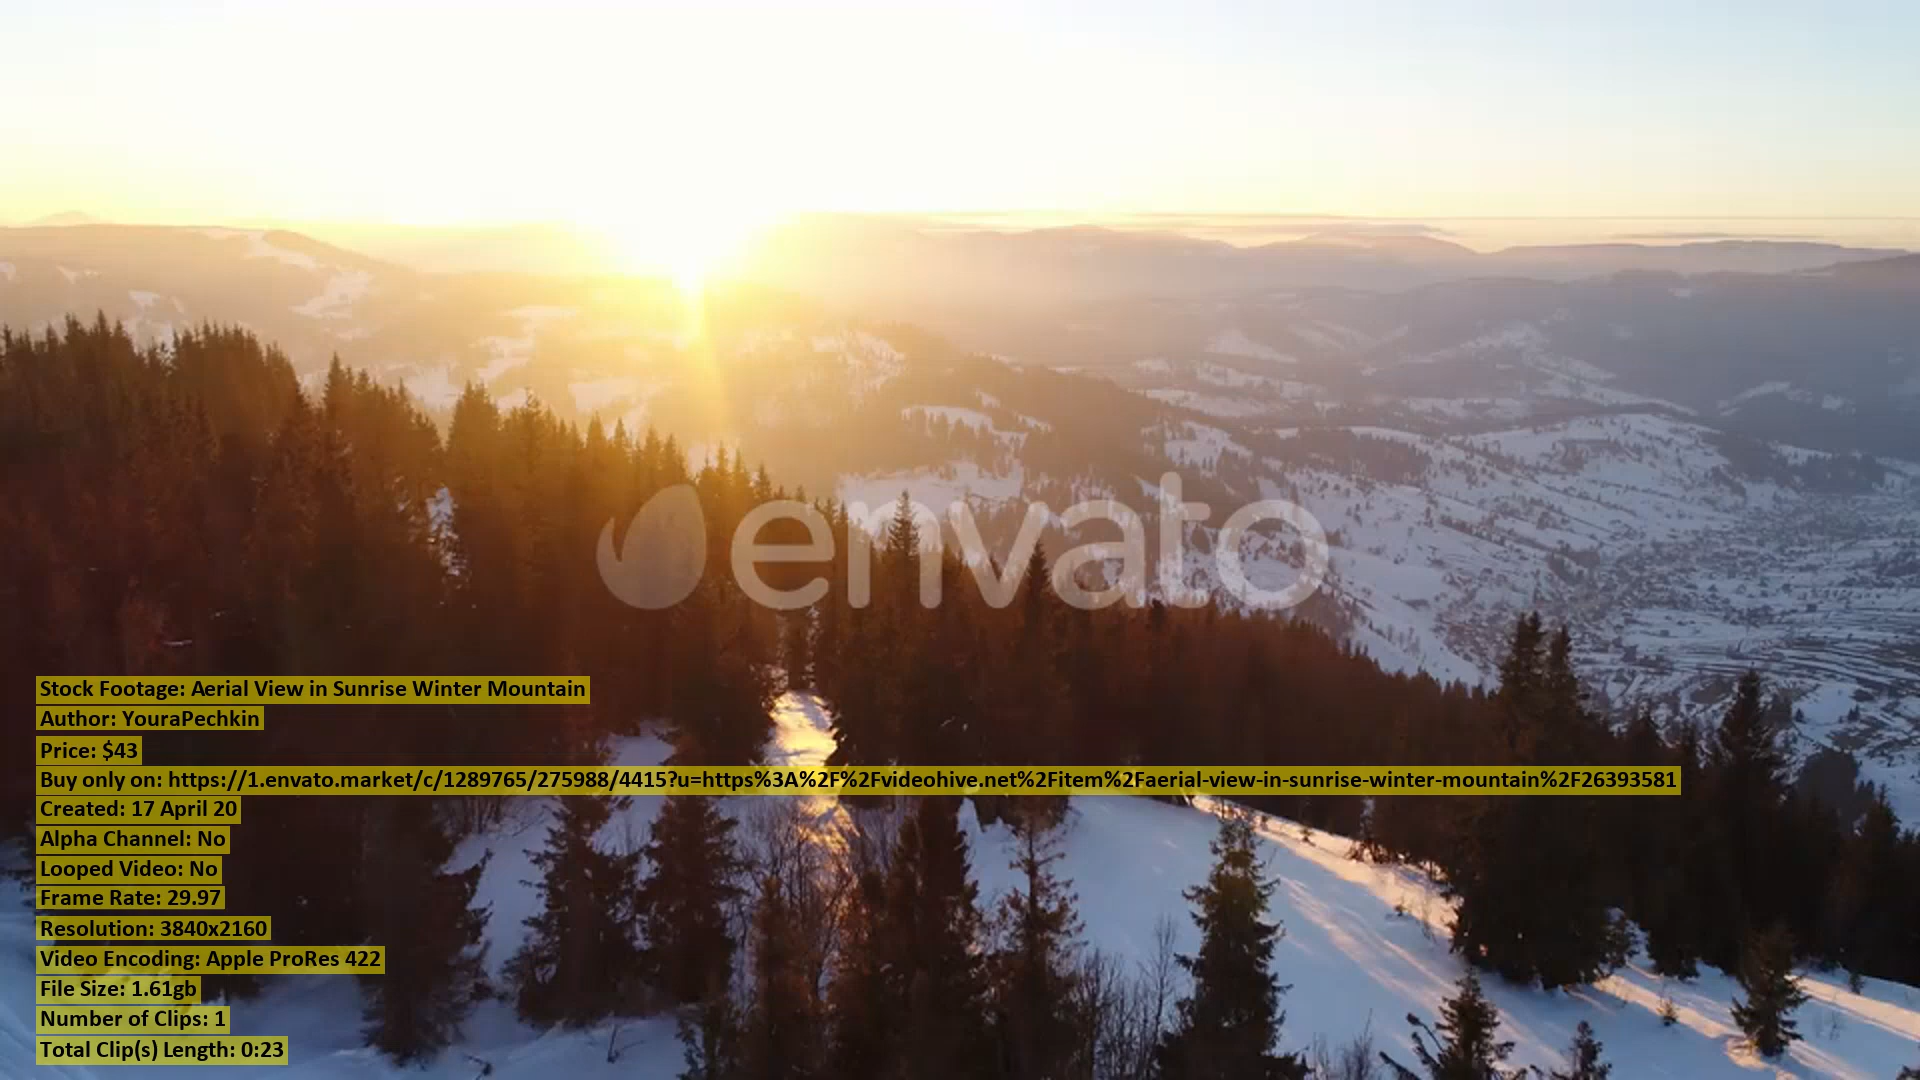 envato
Stock Footage: Aerial View in Sunrise Winter Mountain
Author: YouraPechkin
Price: $43
Buy only on: https://1.envato.market/c/1289765/275988/4415?u=https%3A%2F%2Fvideohive.net%2Fitem%2Faerial-view-in-sunrise-winter-mountain%2F26393581
Created: 17 April 20
Alpha Channel: No
Looped Video: No
Frame Rate: 29.97
Resolution: 3840x2160
Video Encoding: Apple ProRes 422
File Size: 1.61gb
Number of Clips: 1
Total Clip(s) Length: 0:23